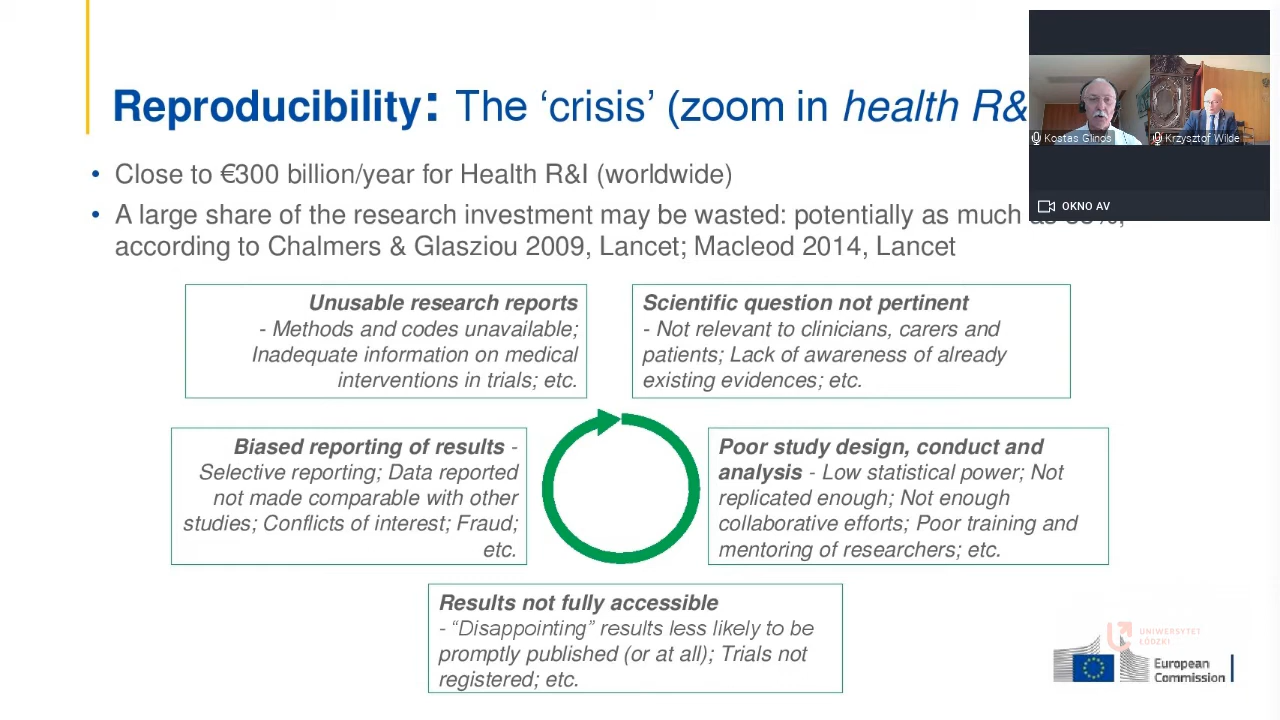 Reproducibility: The ‘crisis’ (zoom in health R&
Kostas Glinos
Krzysztof Wilde
OKNO AV
• Close to €300 billion/year for Health R&I (worldwide)
• A large share of the research investment may be wasted: potentially as much
according to Chalmers & Glasziou 2009, Lancet; Macleod 2014, Lancet
Unusable research reports
- Methods and codes unavailable;
Inadequate information on medical
interventions in trials; etc.
Scientific question not pertinent
- Not relevant to clinicians, carers and
patients; Lack of awareness of already
existing evidences; etc.
Biased reporting of results -
Selective reporting; Data reported
not made comparable with other
studies; Conflicts of interest; Fraud;
etc.
Poor study design, conduct and
analysis - Low statistical power; Not
replicated enough; Not enough
collaborative efforts; Poor training and
mentoring of researchers; etc.
Results not fully accessible
- “Disappointing” results less likely to be
promptly published (or at all); Trials not
registered; etc.
UNIWERSYTET
ŁÓDZKI
European
Commission